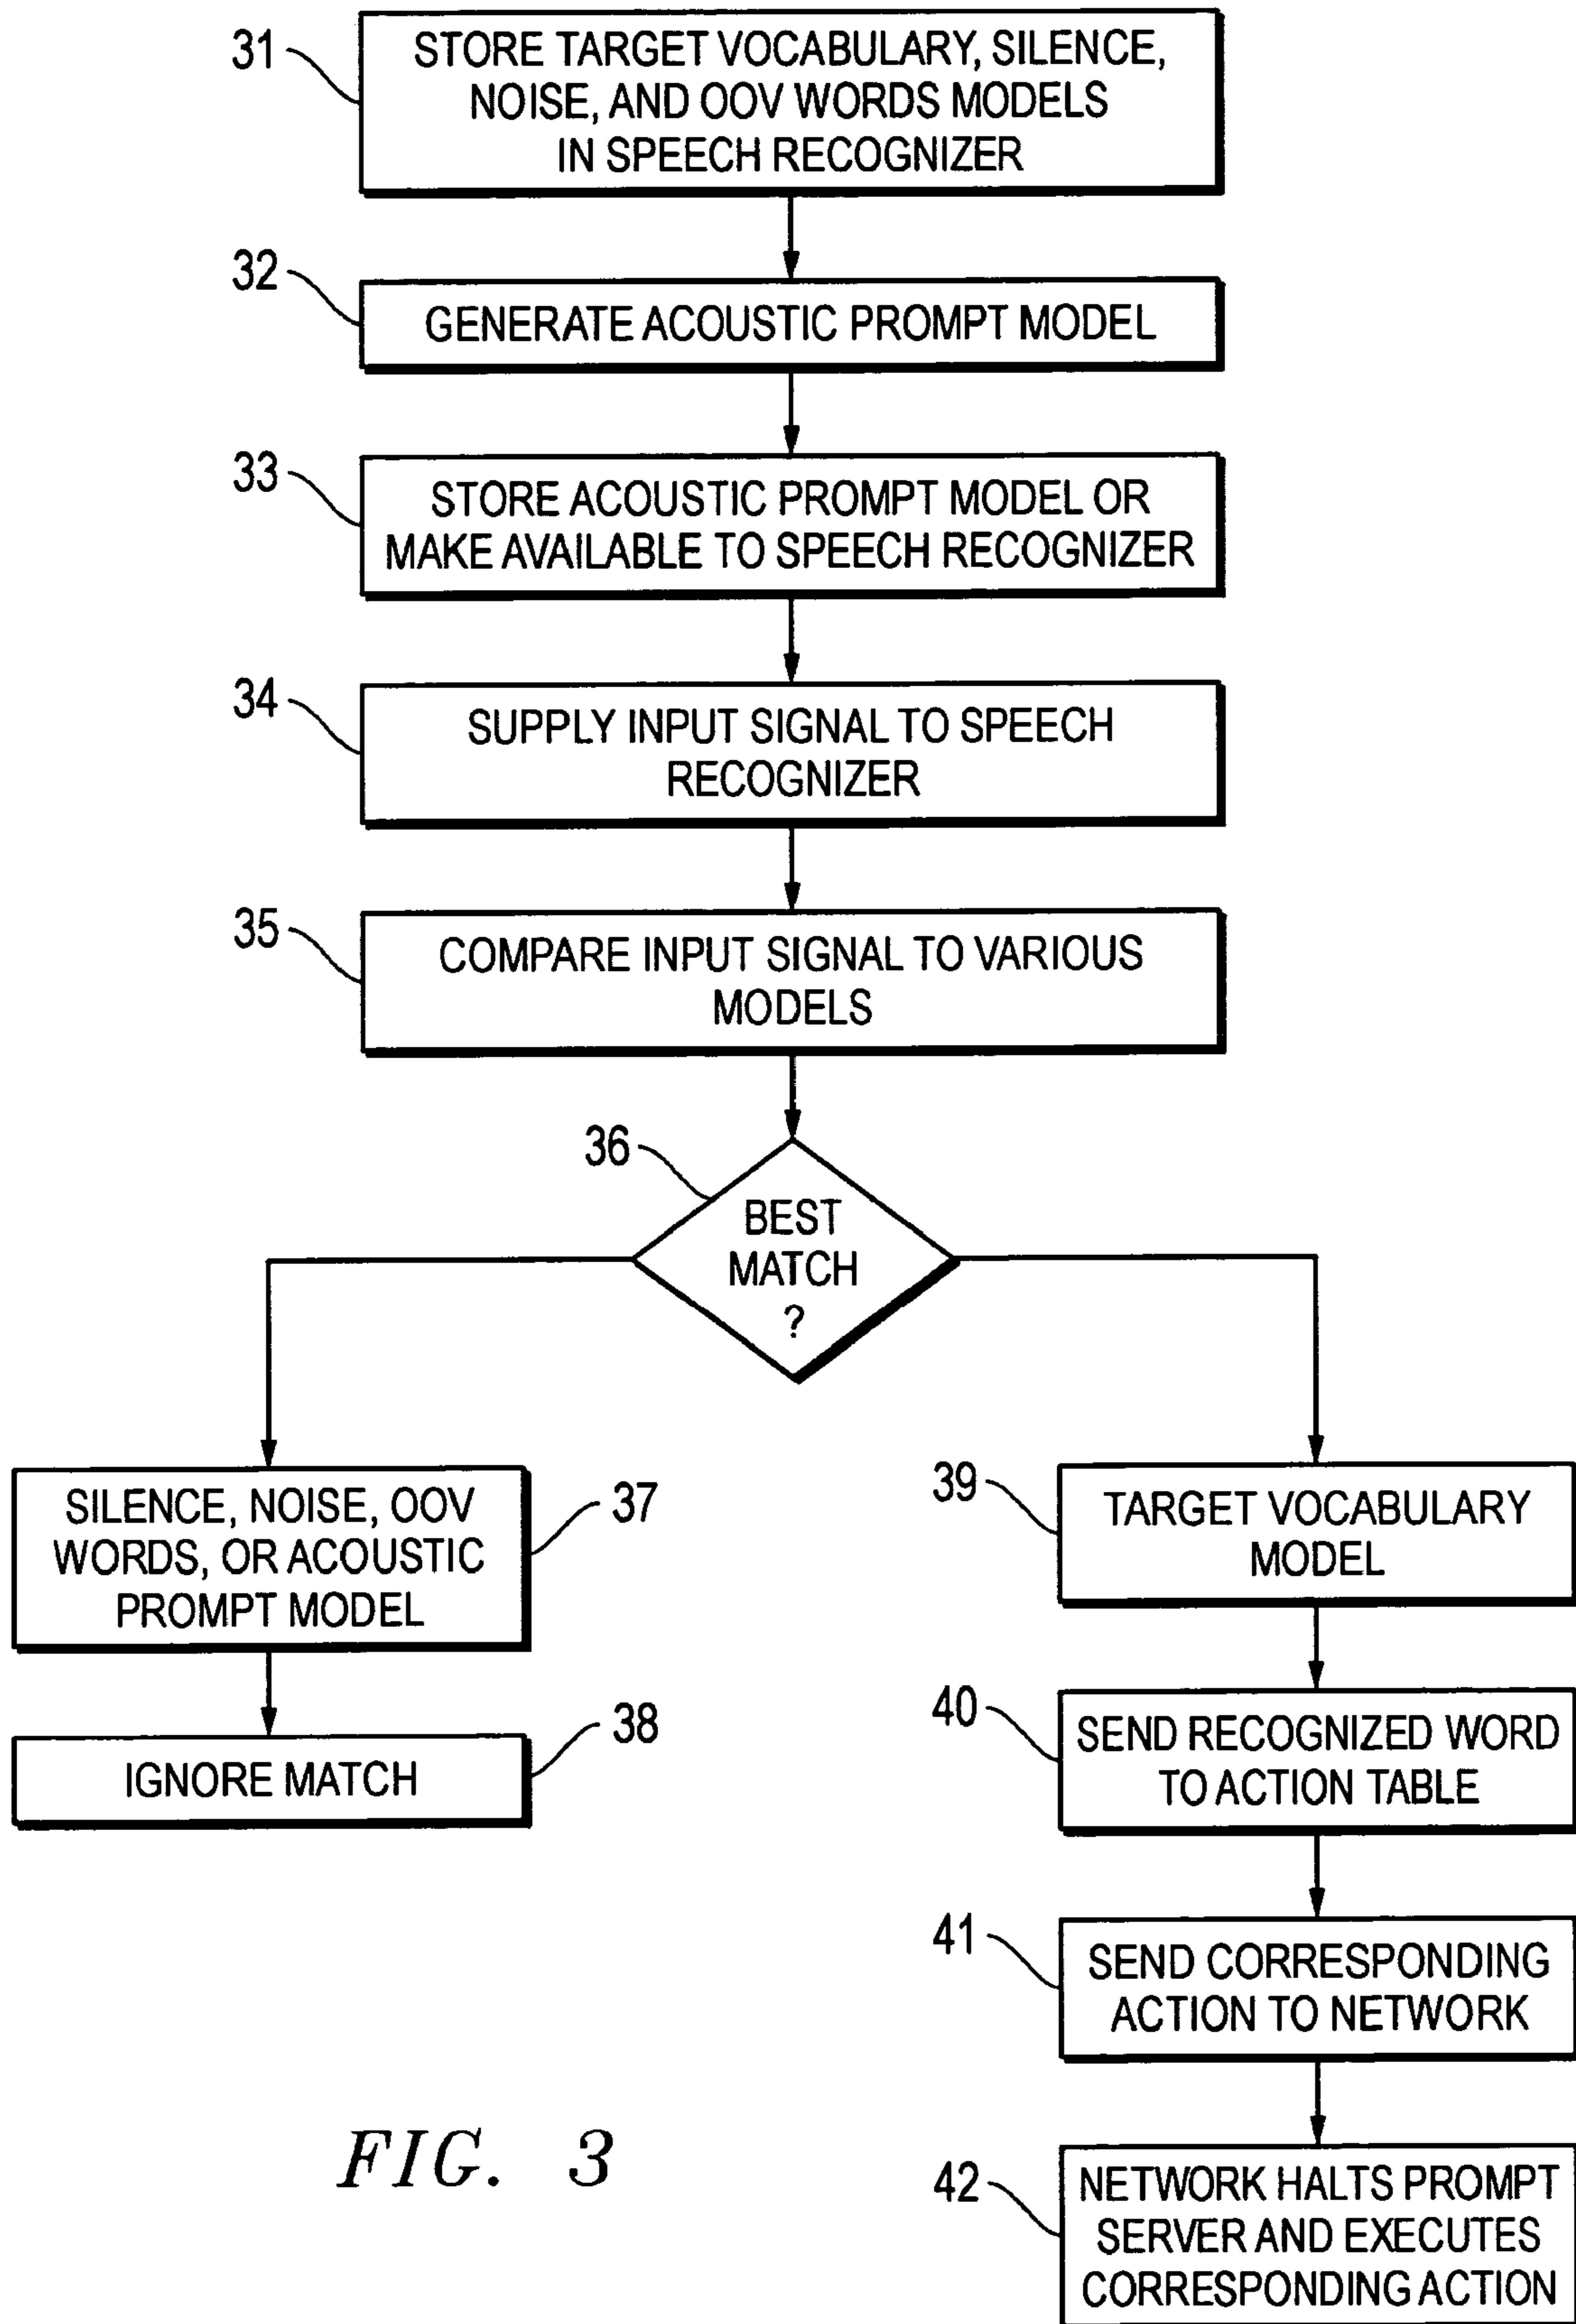 31
STORE TARGET VOCABULARY, SILENCE,
NOISE, AND OOV WORDS MODELS
IN SPEECH RECOGNIZER
32
GENERATE ACOUSTIC PROMPT MODEL
33
STORE ACOUSTIC PROMPT MODEL OR
MAKE AVAILABLE TO SPEECH RECOGNIZER
34
SUPPLY INPUT SIGNAL TO SPEECH
RECOGNIZER
35
COMPARE INPUT SIGNAL TO VARIOUS
MODELS
36
BEST
MATCH
?
SILENCE, NOISE, OOV
WORDS, OR ACOUSTIC
PROMPT MODEL
37
IGNORE MATCH
38
39
TARGET VOCABULARY
MODEL
40
SEND RECOGNIZED WORD
TO ACTION TABLE
41
SEND CORRESPONDING
ACTION TO NETWORK
42
NETWORK HALTS PROMPT
SERVER AND EXECUTES
CORRESPONDING ACTION
FIG. 3